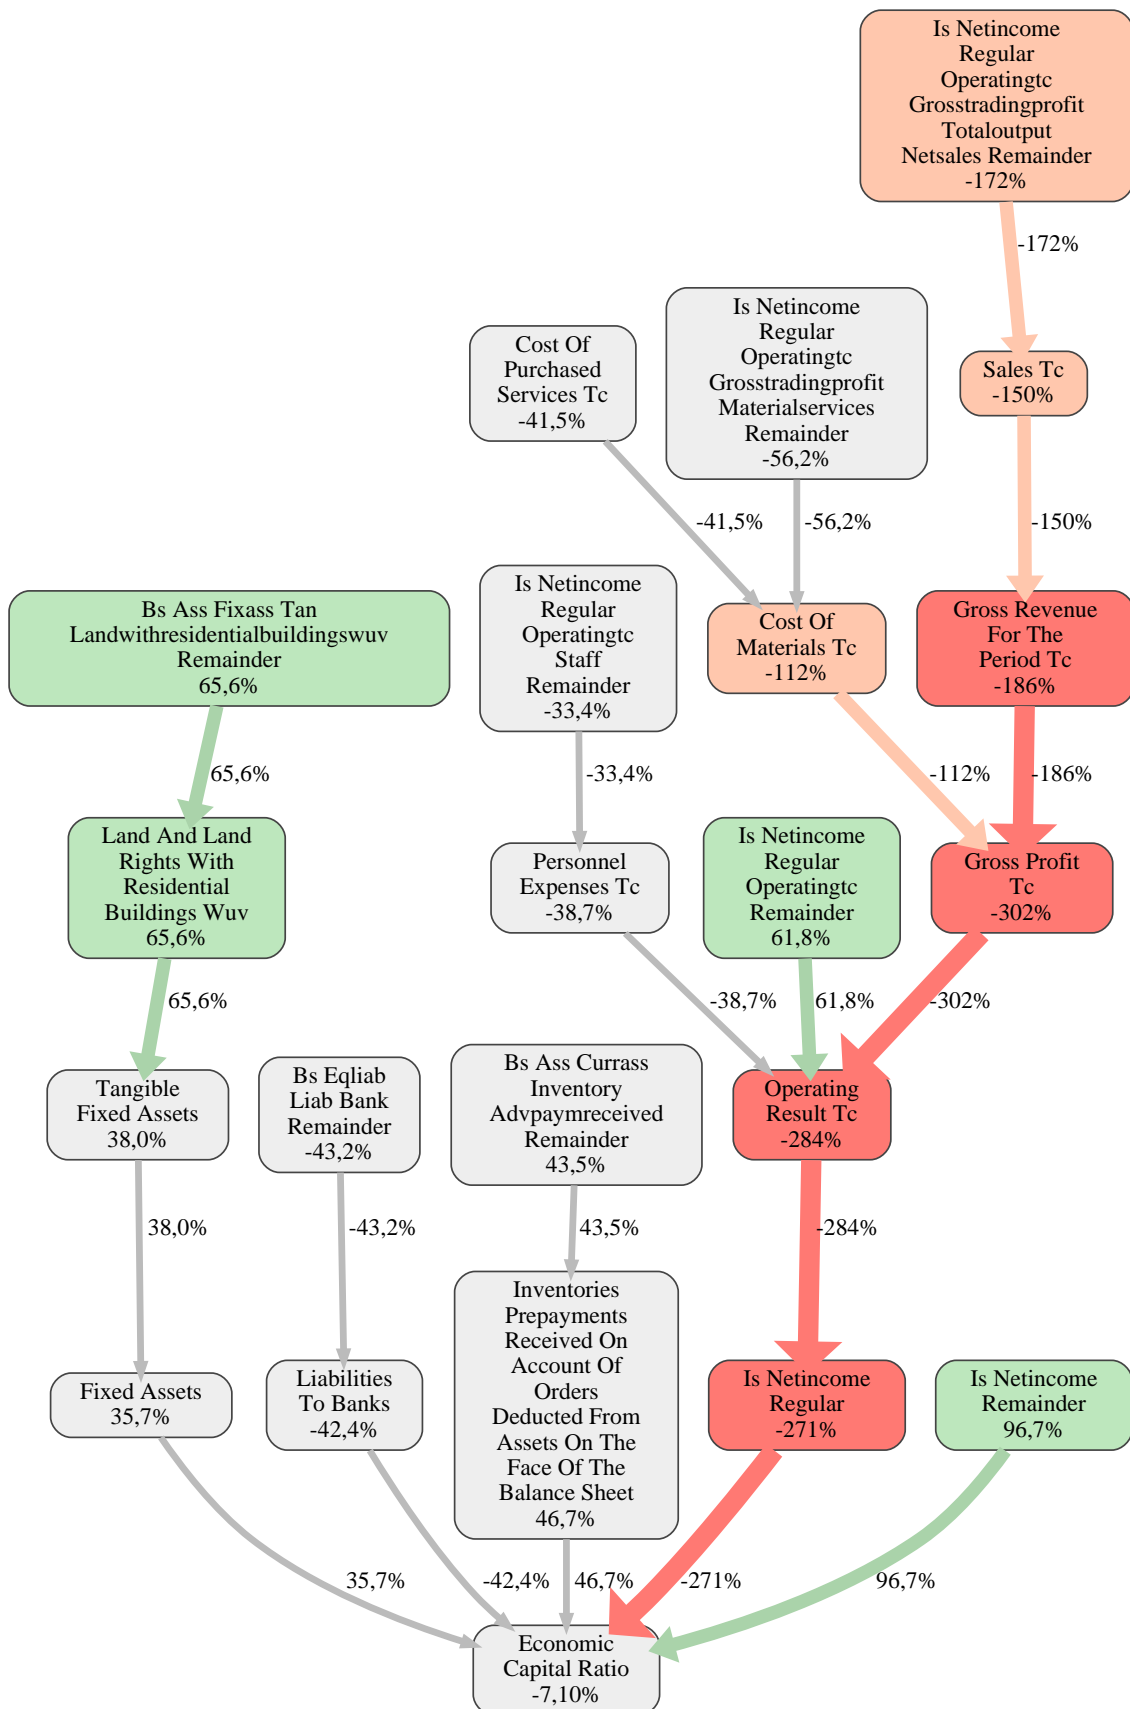 Is Netincome
Regular
Operatingtc
Grosstradingprofit
Totaloutput
Netsales Remainder
-172%
-172%
Cost Of
Purchased
Services Tc
-41,5%
Is Netincome
Regular
Operatingtc
Grosstradingprofit
Materialservices
Remainder
-56,2%
Sales Tc
-150%
-41,5%
-56,2%
-150%
Bs Ass Fixass Tan
Landwithresidentialbuildingswuv
Remainder
65,6%
Is Netincome
Regular
Operatingtc
Staff
Remainder
-33,4%
Cost Of
Materials Tc
-112%
Gross Revenue
For The
Period Tc
-186%
65,6%
-33,4%
-112%
-186%
Land And Land
Rights With
Residential
Buildings Wuv
65,6%
Personnel
Expenses Tc
-38,7%
Is Netincome
Regular
Operatingtc
Remainder
61,8%
Gross Profit
Tc
-302%
65,6%
-38,7%
61,8%
-302%
Tangible
Fixed Assets
38,0%
Bs Eqliab
Liab Bank
Remainder
-43,2%
Bs Ass Currass
Inventory
Advpaymreceived
Remainder
43,5%
Operating
Result Tc
-284%
38,0%
-43,2%
43,5%
-284%
Fixed Assets
35,7%
Liabilities
To Banks
-42,4%
Inventories
Prepayments
Received On
Account Of
Orders
Deducted From
Assets On The
Face Of The
Balance Sheet
46,7%
Is Netincome
Regular
-271%
Is Netincome
Remainder
96,7%
35,7%
-42,4%
46,7%
-271%
96,7%
Economic
Capital Ratio
-7,10%